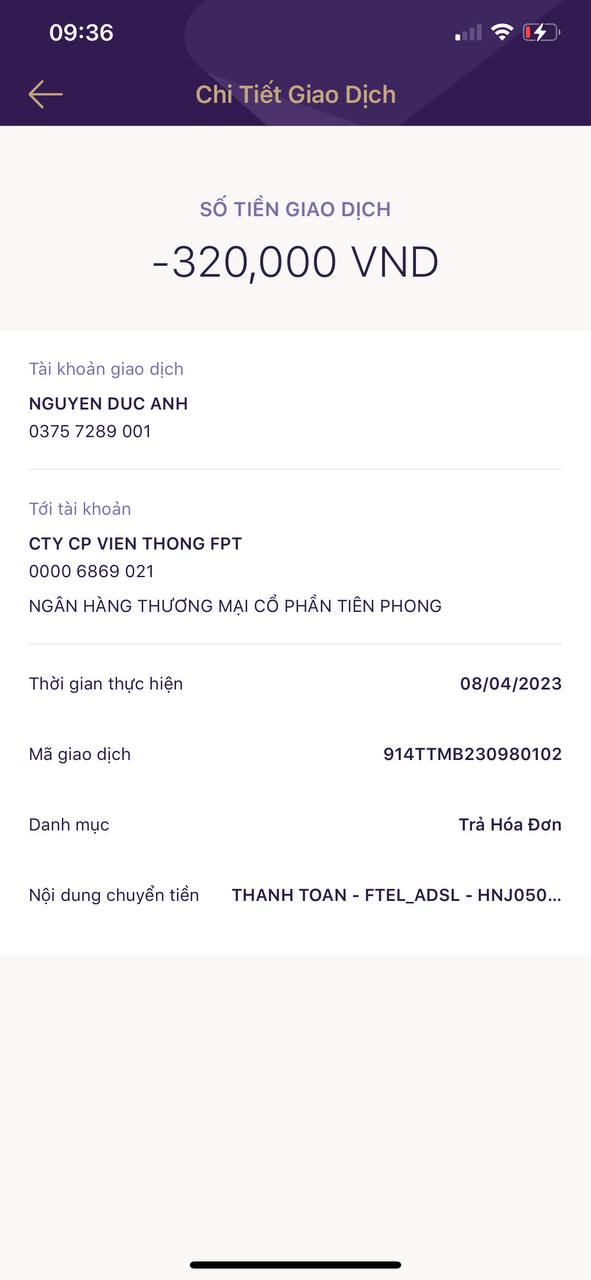 09:36
Chi Tiết Giao Dịch
SỐ TIỀN GIAO DỊCH
-320,000 VND
Tài khoản giao dịch
NGUYEN DUC ANH
0375 7289 001
Tới tài khoản
CTY CP VIEN THONG FPT
0000 6869 021
NGÂN HÀNG THƯƠNG MẠI CỔ PHẦN TIÊN PHONG
Thời gian thực hiện 08/04/2023
Mã giao dịch 914TTMB230980102
Danh mục Trả Hóa Đơn
Nội dung chuyển tiền THANH TOAN - FTEL_ADSL - HNJ050...